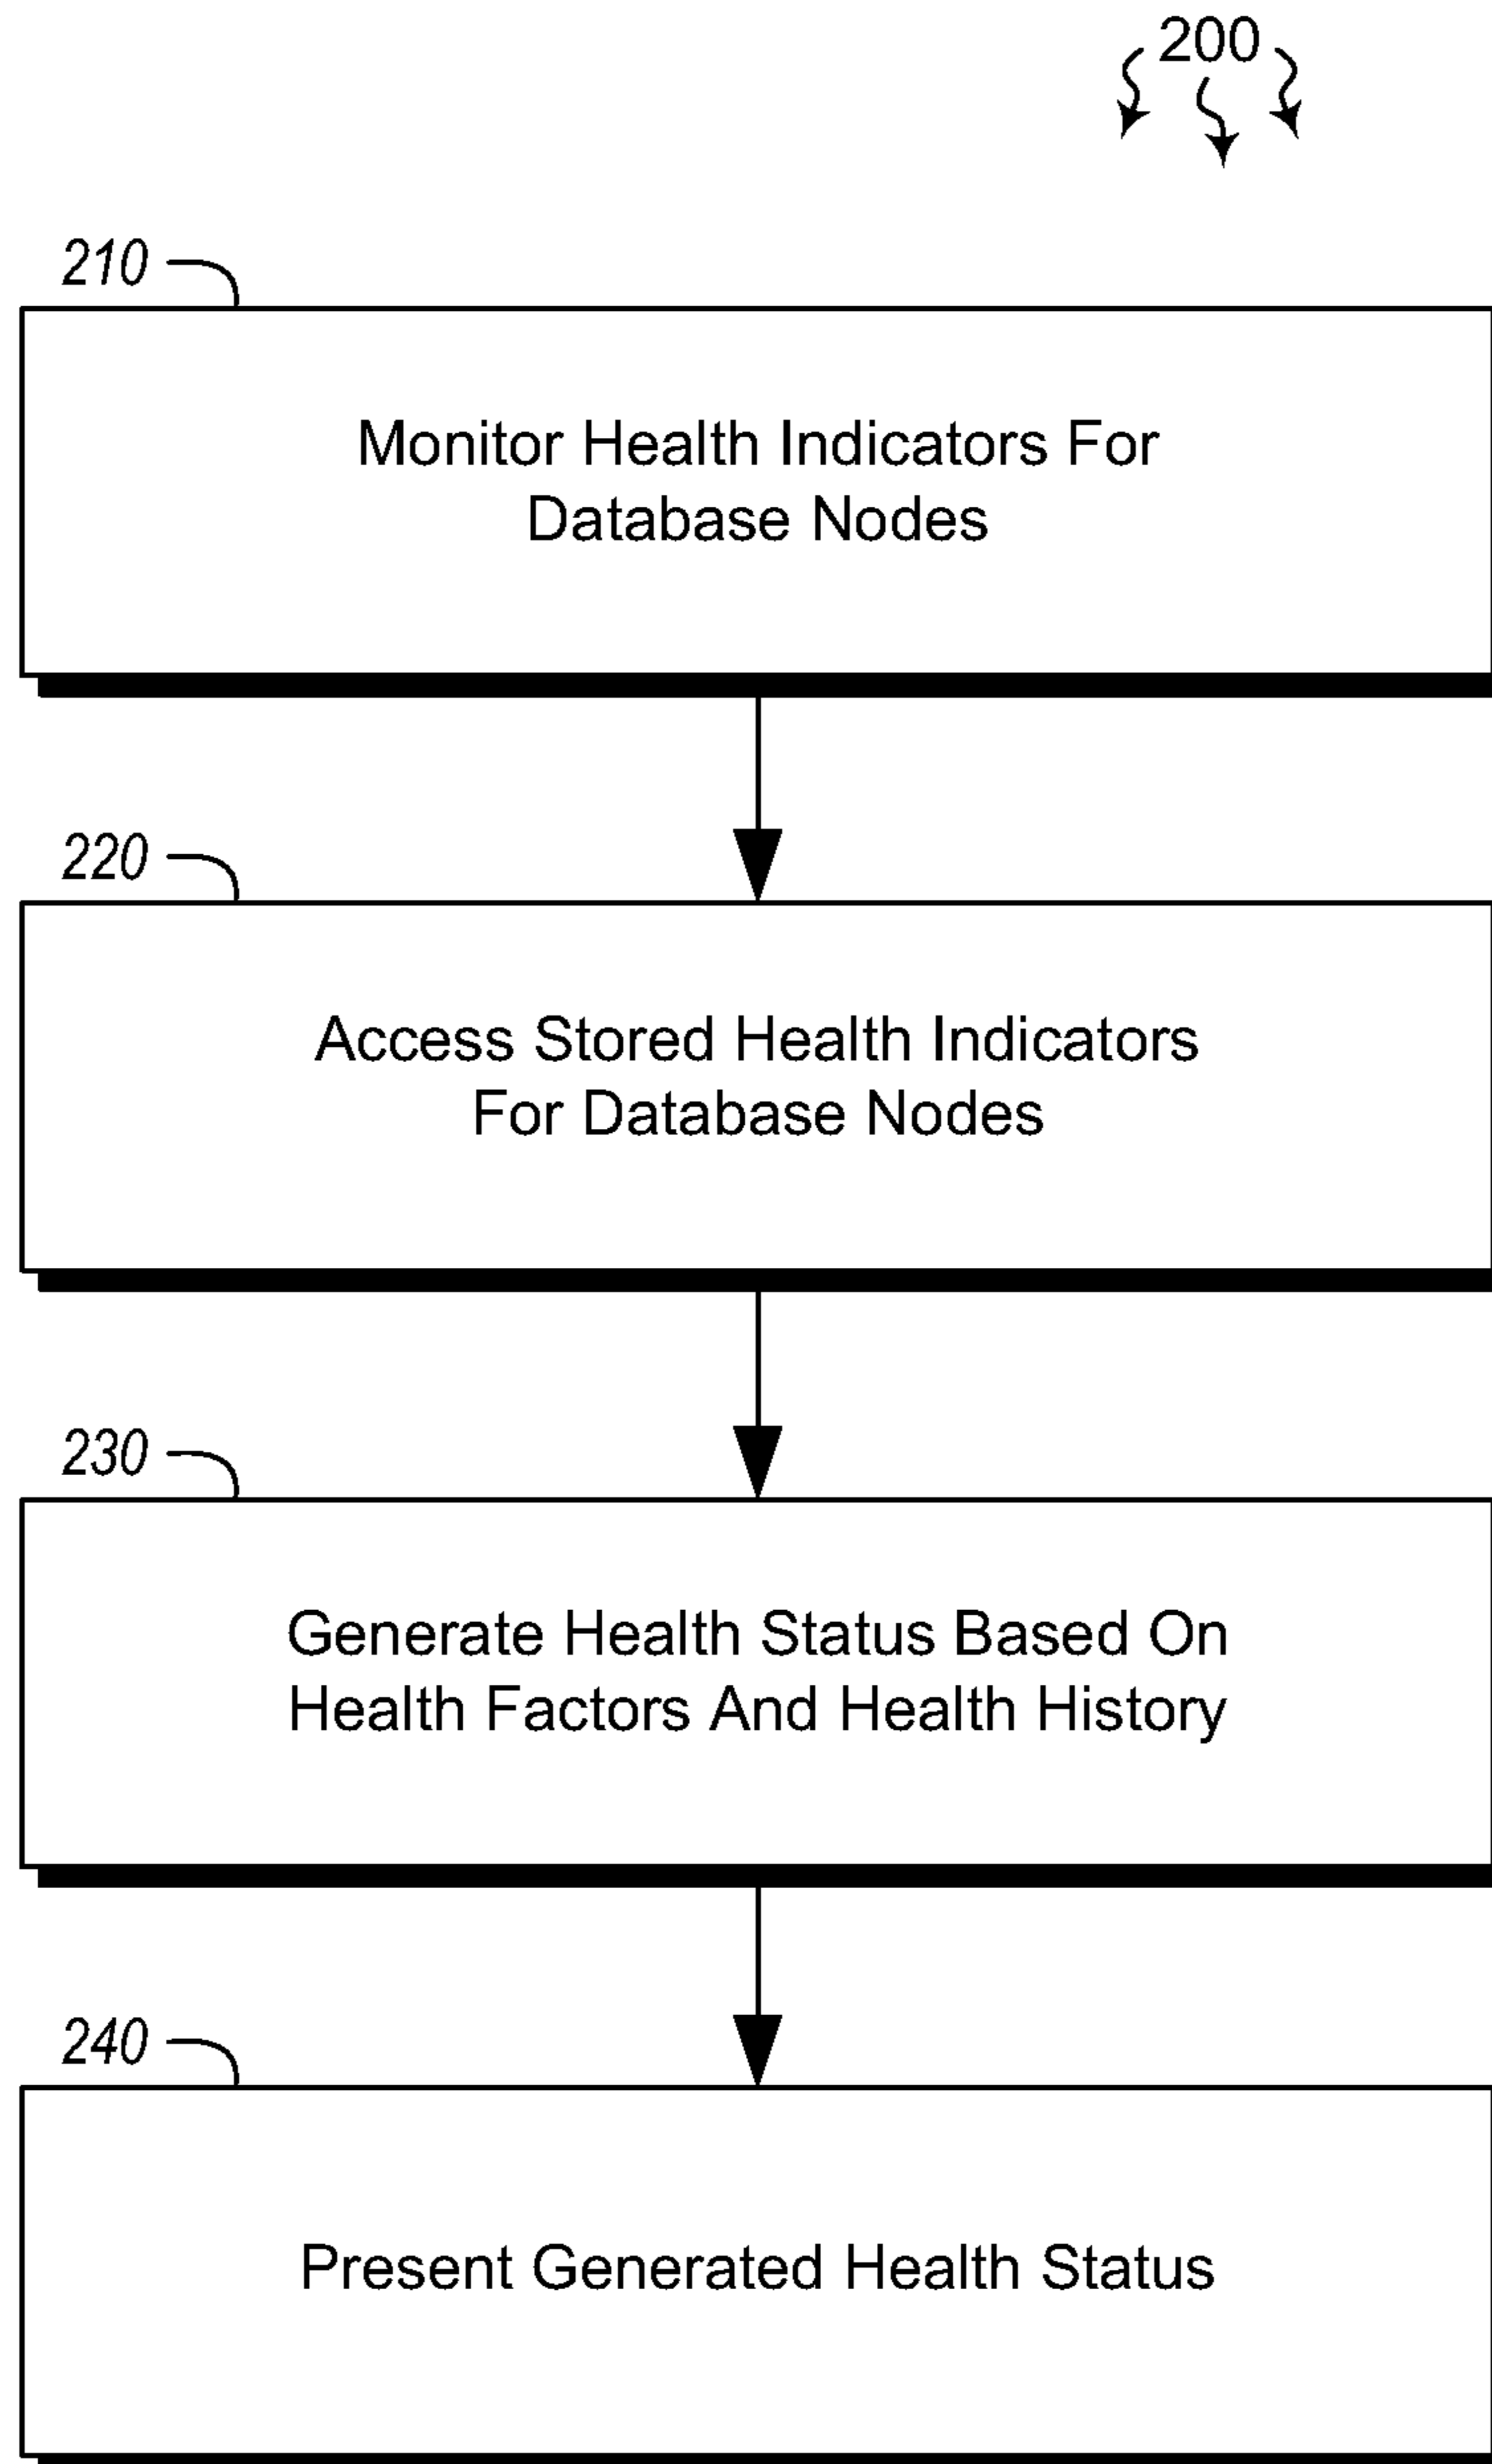 200
210
Monitor Health Indicators For
Database Nodes
220
Access Stored Health Indicators
For Database Nodes
230
Generate Health Status Based On
Health Factors And Health History
240
Present Generated Health Status